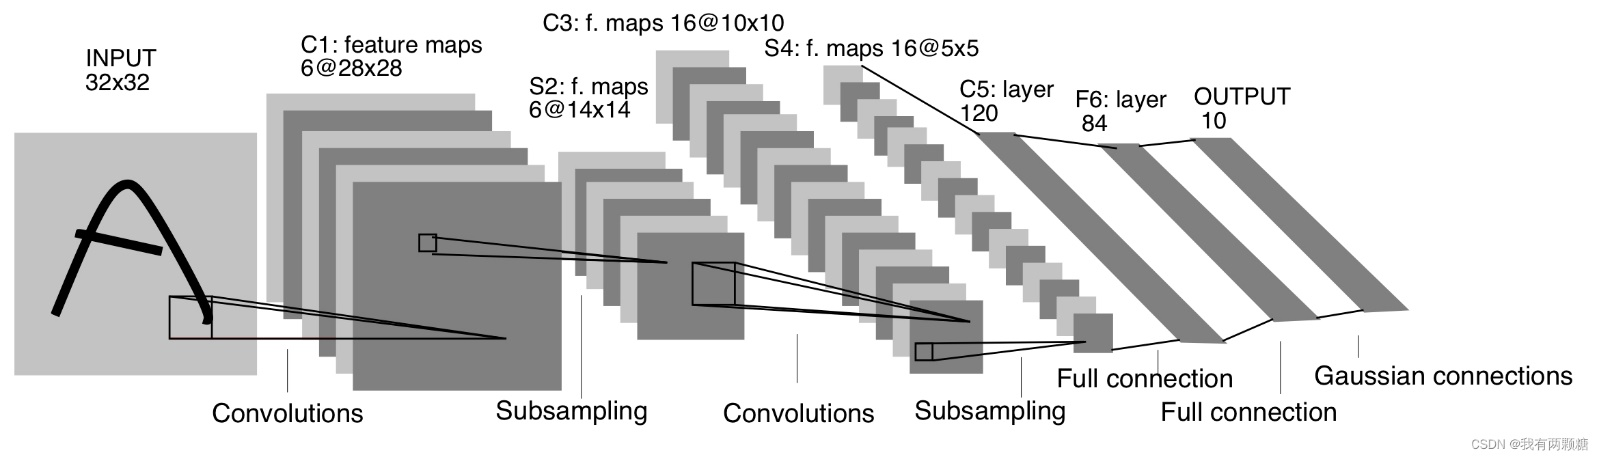 INPUT
32x32
C1: feature maps
6@28x28
C3: f. maps 16@10x10
S2: f. maps
6@14x14
S4: f. maps 16@5x5
C5: layer
120
F6: layer
84
OUTPUT
10
Convolutions
Subsampling
Convolutions
Subsampling
Full connection
Full connection
Gaussian connections
CSDN @我有两颗糖